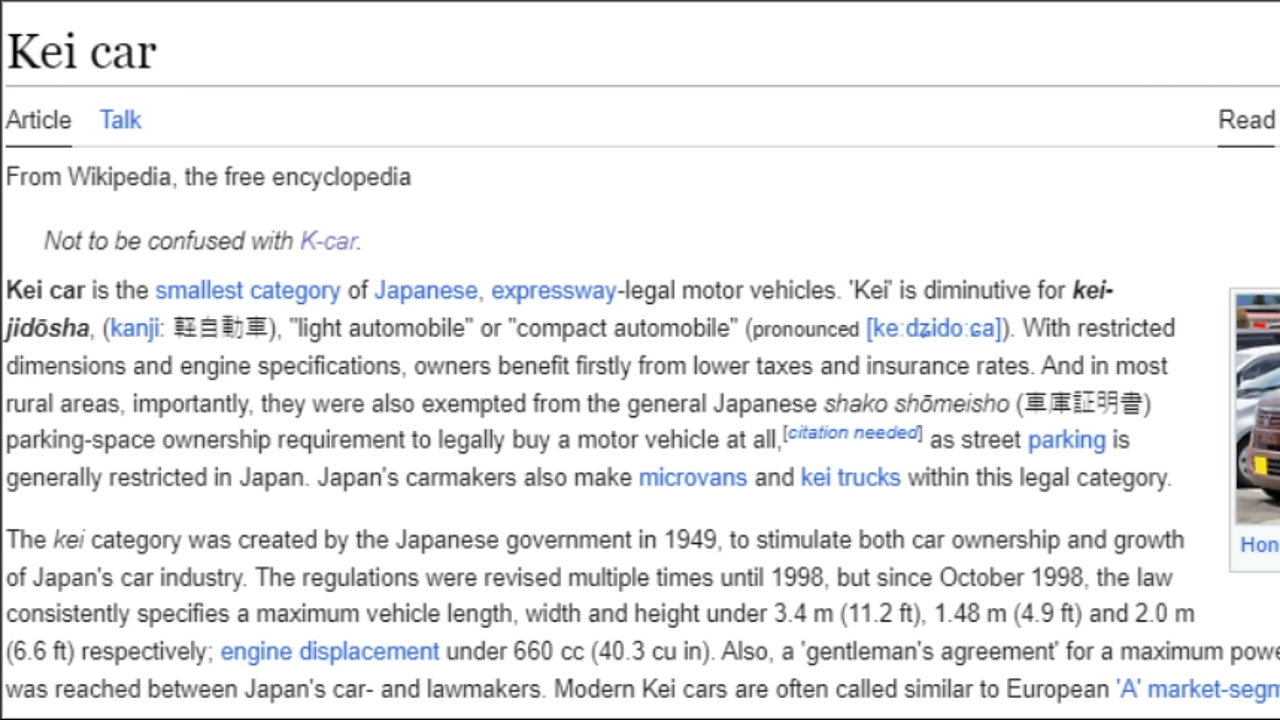 Kei car
Article Talk Read
From Wikipedia, the free encyclopedia
Not to be confused with K-car.
Kei car is the smallest category of Japanese, expressway-legal motor vehicles. 'Kei' is diminutive for kei-
jidōsha, (kanji: 軽自動車), "light automobile" or "compact automobile" (pronounced [keːdʑidoːɕa]). With restricted
dimensions and engine specifications, owners benefit firstly from lower taxes and insurance rates. And in most
rural areas, importantly, they were also exempted from the general Japanese shako shōmeisho (車庫証明書)
parking-space ownership requirement to legally buy a motor vehicle at all,[citation needed] as street parking is
generally restricted in Japan. Japan's carmakers also make microvans and kei trucks within this legal category.
Hon
The kei category was created by the Japanese government in 1949, to stimulate both car ownership and growth
of Japan's car industry. The regulations were revised multiple times until 1998, but since October 1998, the law
consistently specifies a maximum vehicle length, width and height under 3.4 m (11.2 ft), 1.48 m (4.9 ft) and 2.0 m
(6.6 ft) respectively; engine displacement under 660 cc (40.3 cu in). Also, a 'gentleman's agreement' for a maximum powe
was reached between Japan's car- and lawmakers. Modern Kei cars are often called similar to European 'A' market-segm